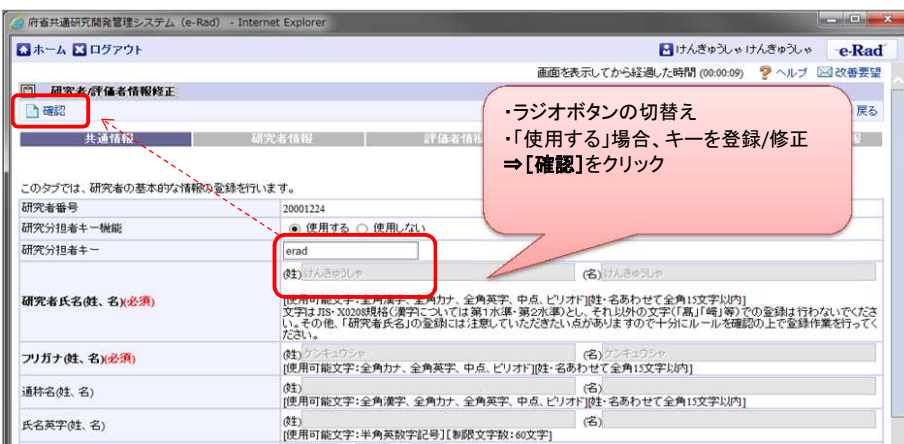 府省共通研究開発管理システム (e-Rad) - Internet Explorer
ホーム ログアウト けんきゅうしゃ けんきゅうしゃ e-Rad
画面を表示してから経過した時間 (00:00:09) ヘルプ 改善要望
研究者/評価者情報修正
確認 戻る
共通情報 研究者情報 評価者情報
・ラジオボタンの切替え
・「使用する」場合、キーを登録/修正
⇒[確認]をクリック
このタブでは、研究者の基本的な情報の登録を行います。
研究者番号 20001224
研究分担者キー機能 使用する 使用しない
研究分担者キー erad
(姓) けんきゅうしゃ (名) けんきゅうしゃ
研究者氏名(姓、名)(必須)
[使用可能文字:全角漢字、全角カナ、全角英字、中点、ピリオド][姓・名あわせて全角15文字以内]
文字はJIS・X0208規格(漢字については第1水準・第2水準)とし、それ以外の文字(「髙」「﨑」等)での登録は行わないでくださ
い。その他、「研究者氏名」の登録には注意していただきたい点がありますので十分にルールを確認の上で登録作業を行ってく
ださい。
フリガナ(姓、名)(必須) (姓) ケンキュウシャ (名) ケンキュウシャ
[使用可能文字:全角カナ、全角英字、中点、ピリオド][姓・名あわせて全角15文字以内]
通称名(姓、名) (姓) (名)
[使用可能文字:全角漢字、全角カナ、全角英字、中点、ピリオド][姓・名あわせて全角15文字以内]
氏名英字(姓、名) (姓) (名)
[使用可能文字:半角英数字記号][制限文字数:60文字]